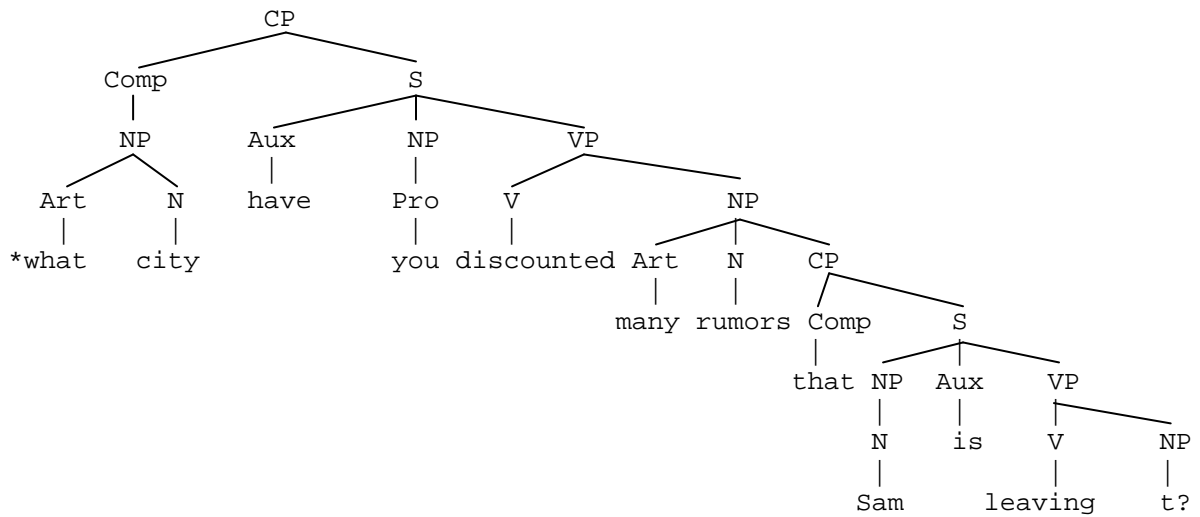 CP
Comp S
NP Aux NP VP
Art N have Pro V NP
*what city you discounted Art N CP
many rumors Comp S
that NP Aux VP
N is V NP
Sam leaving t?